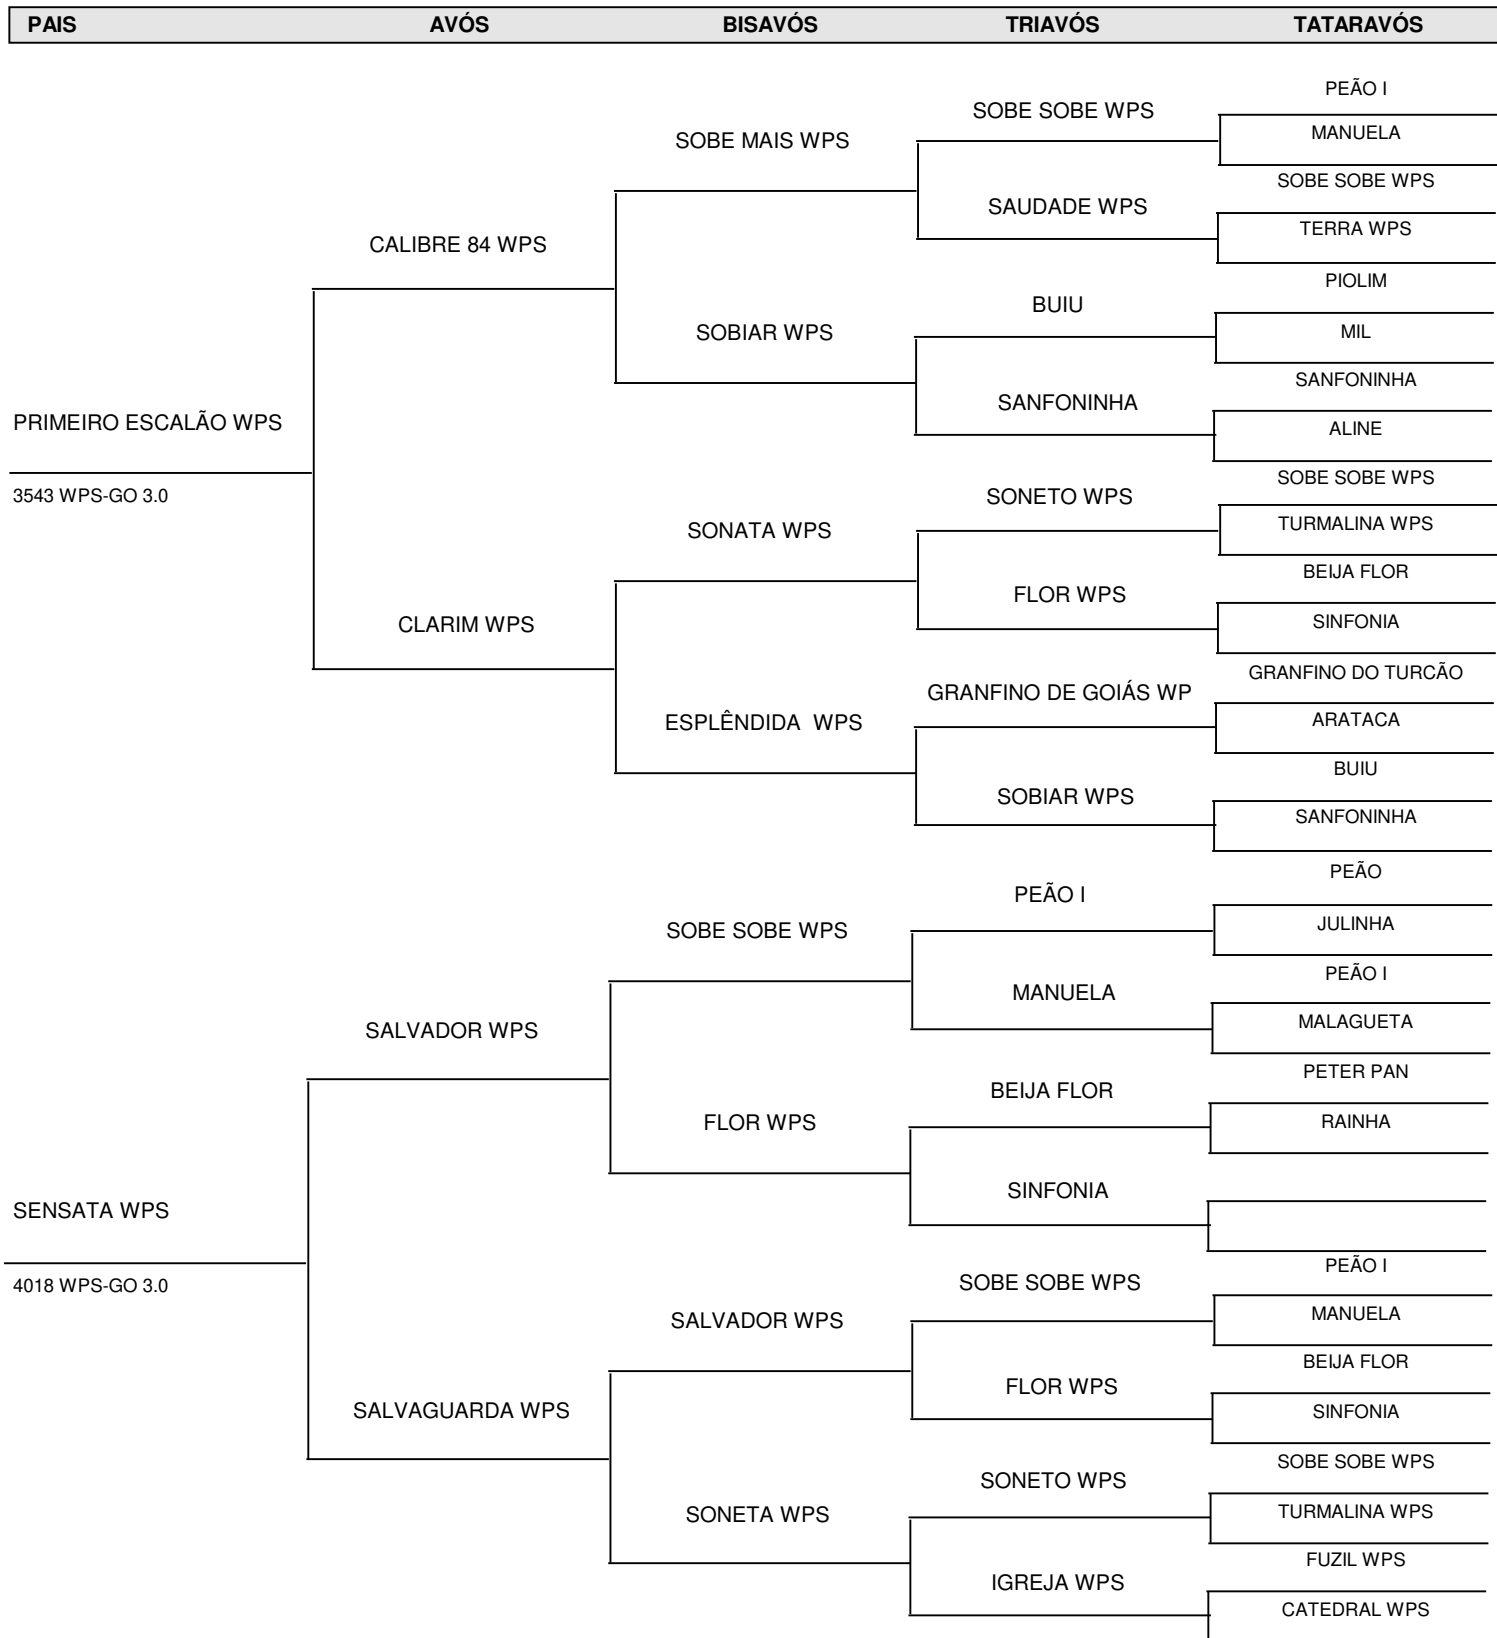 PAIS AVÓS BISAVÓS TRIAVÓS TATARAVÓS
PEÃO I
SOBE SOBE WPS
MANUELA
SOBE MAIS WPS
SOBE SOBE WPS
SAUDADE WPS
TERRA WPS
CALIBRE 84 WPS
PIOLIM
BUIU
MIL
SOBIAR WPS
SANFONINHA
SANFONINHA
PRIMEIRO ESCALÃO WPS
ALINE
SOBE SOBE WPS
3543 WPS-GO 3.0
SONETO WPS
TURMALINA WPS
SONATA WPS
BEIJA FLOR
FLOR WPS
SINFONIA
CLARIM WPS
GRANFINO DO TURCÃO
GRANFINO DE GOIÁS WP
ARATACA
ESPLÊNDIDA  WPS
BUIU
SOBIAR WPS
SANFONINHA
PEÃO
PEÃO I
JULINHA
SOBE SOBE WPS
PEÃO I
MANUELA
MALAGUETA
SALVADOR WPS
PETER PAN
BEIJA FLOR
RAINHA
FLOR WPS
SINFONIA
SENSATA WPS
PEÃO I
4018 WPS-GO 3.0
SOBE SOBE WPS
MANUELA
SALVADOR WPS
BEIJA FLOR
FLOR WPS
SALVAGUARDA WPS
SINFONIA
SOBE SOBE WPS
SONETO WPS
TURMALINA WPS
SONETA WPS
FUZIL WPS
IGREJA WPS
CATEDRAL WPS